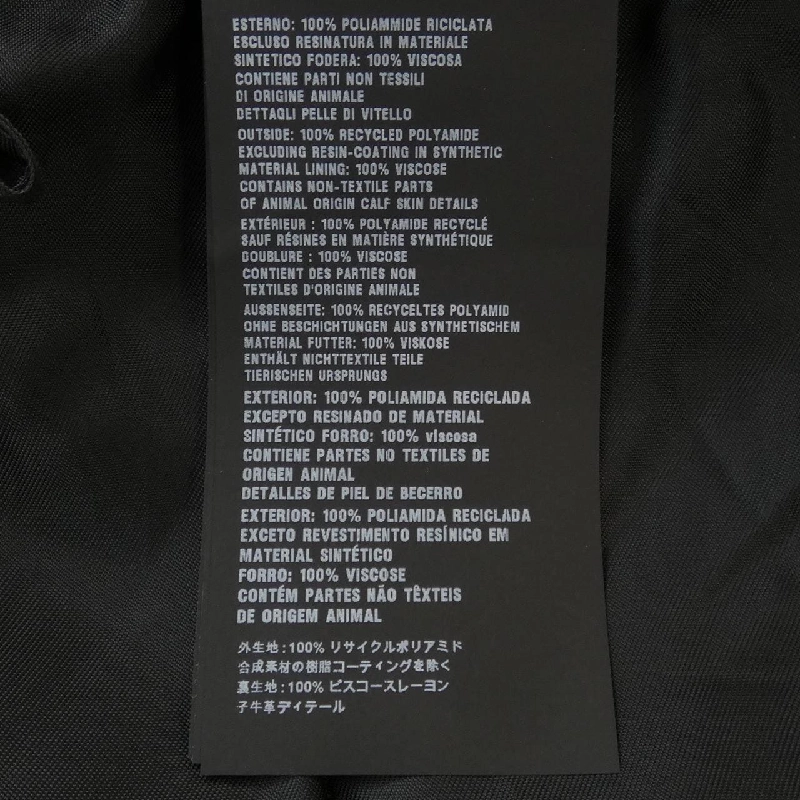 ESTERNO: 100% POLIAMMIDE RICICLATA
ESCLUSO RESINATURA IN MATERIALE
SINTETICO FODERA: 100% VISCOSA
CONTIENE PARTI NON TESSILI
DI ORIGINE ANIMALE
DETTAGLI PELLE DI VITELLO
OUTSIDE: 100% RECYCLED POLYAMIDE
EXCLUDING RESIN-COATING IN SYNTHETIC
MATERIAL LINING: 100% VISCOSE
CONTAINS NON-TEXTILE PARTS
OF ANIMAL ORIGIN CALF SKIN DETAILS
EXTÉRIEUR : 100% POLYAMIDE RECYCLÉ
SAUF RÉSINES EN MATIÈRE SYNTHÉTIQUE
DOUBLURE : 100% VISCOSE
CONTIENT DES PARTIES NON
TEXTILES D'ORIGINE ANIMALE
AUSSENSEITE: 100% RECYCELTES POLYAMID
OHNE BESCHICHTUNGEN AUS SYNTHETISCHEM
MATERIAL FUTTER: 100% VISKOSE
ENTHÄLT NICHTTEXTILE TEILE
TIERISCHEN URSPRUNGS
EXTERIOR: 100% POLIAMIDA RECICLADA
EXCEPTO RESINADO DE MATERIAL
SINTÉTICO FORRO: 100% viscosa
CONTIENE PARTES NO TEXTILES DE
ORIGEN ANIMAL
DETALLES DE PIEL DE BECERRO
EXTERIOR: 100% POLIAMIDA RECICLADA
EXCETO REVESTIMENTO RESÍNICO EM
MATERIAL SINTÉTICO
FORRO: 100% VISCOSE
CONTÉM PARTES NÃO TÊXTEIS
DE ORIGEM ANIMAL
外生地:100% リサイクルポリアミド
合成素材の樹脂コーティングを除く
裏生地:100% ビスコースレーヨン
子牛革ディテール